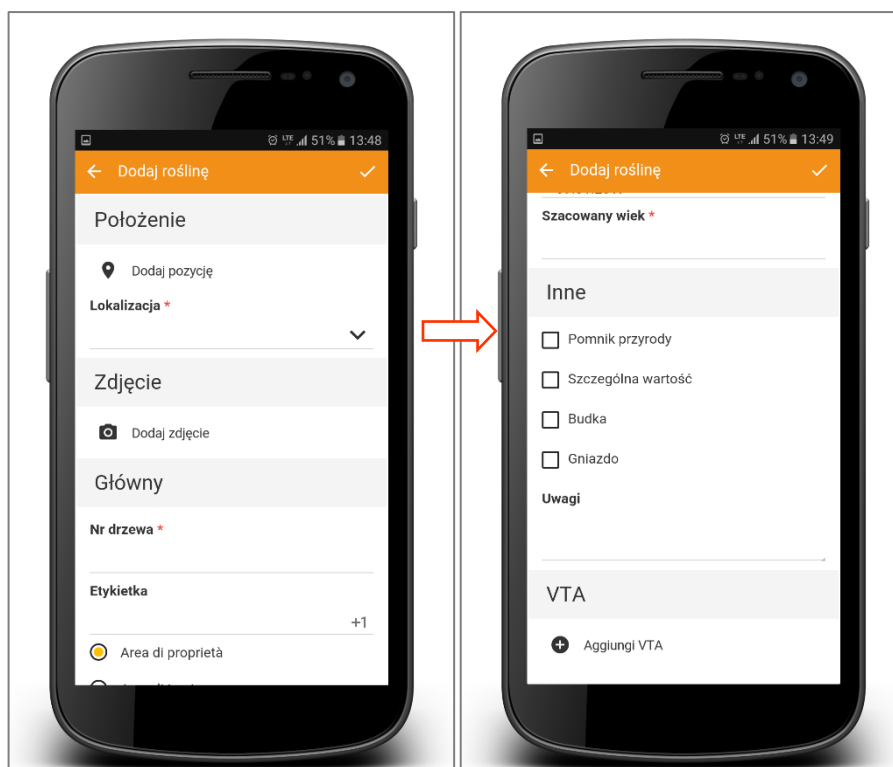 LTE 51% 13:48
Dodaj roślinę
Położenie
Dodaj pozycję
Lokalizacja *
Zdjęcie
Dodaj zdjęcie
Główny
Nr drzewa *
Etykietka
+1
Area di proprietà
LTE 51% 13:49
Dodaj roślinę
Szacowany wiek *
Inne
Pomnik przyrody
Szczególna wartość
Budka
Gniazdo
Uwagi
VTA
Aggiungi VTA